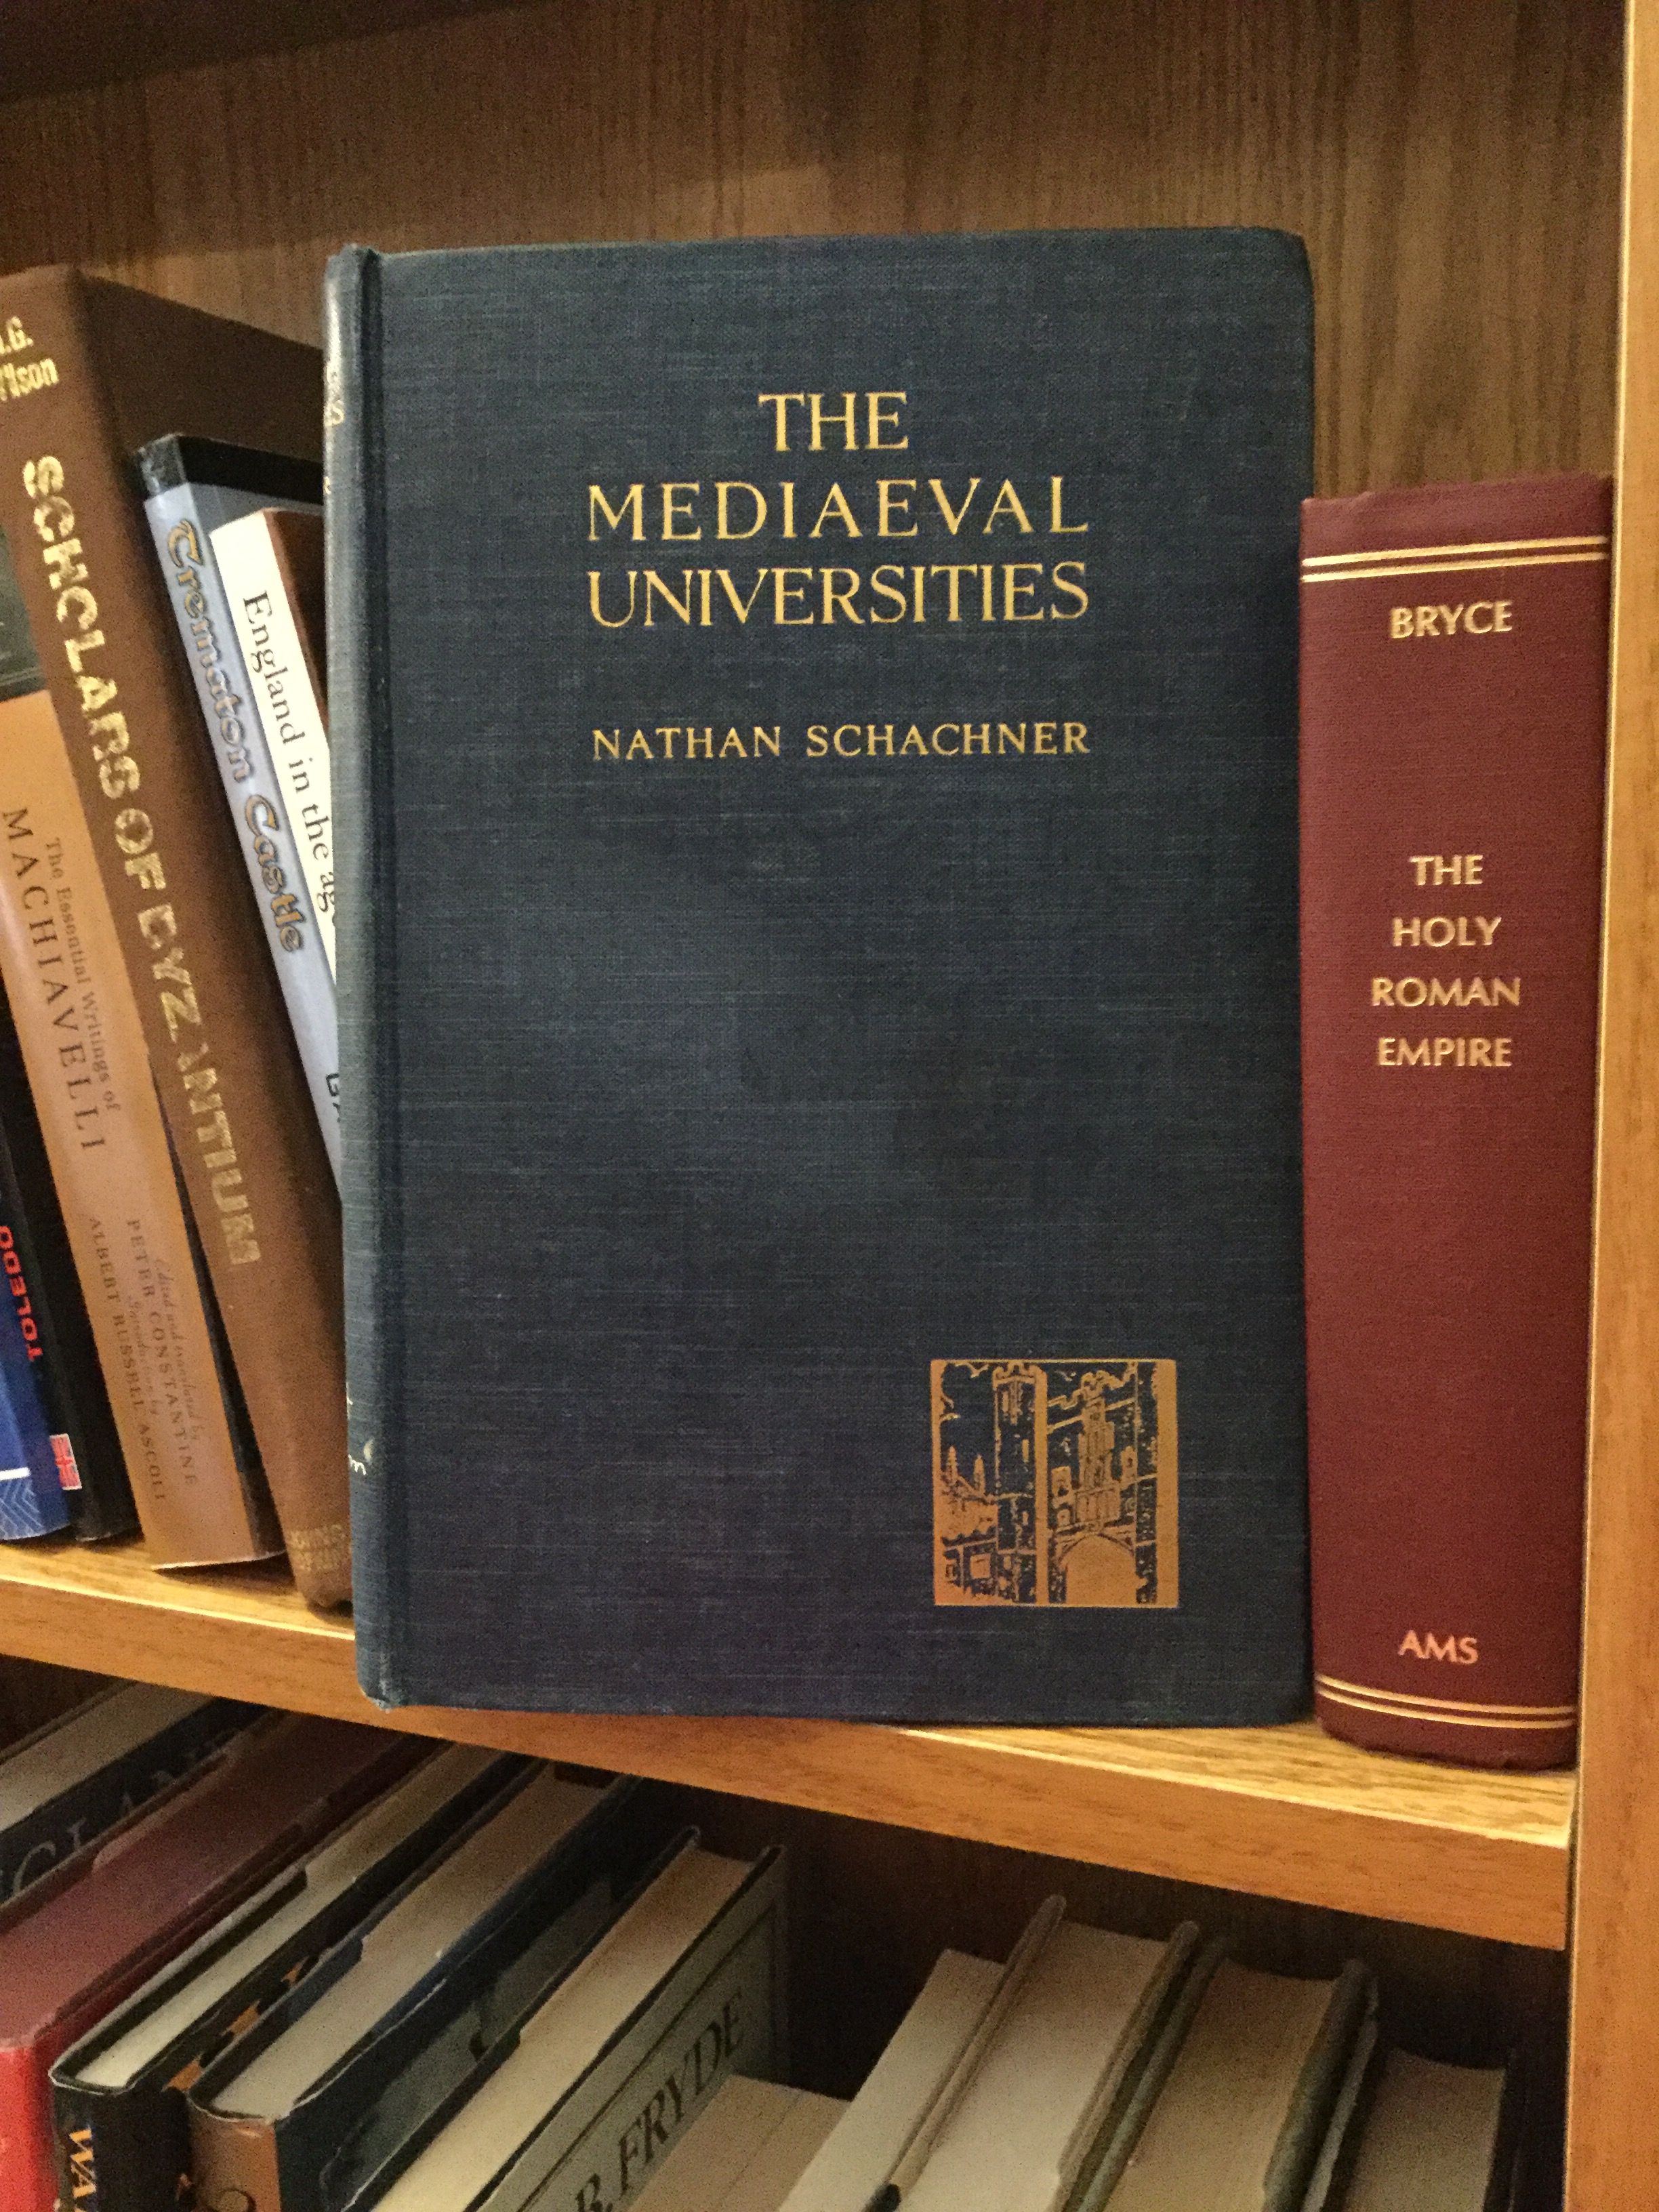 THE
MEDIAEVAL
UNIVERSITIES
NATHAN SCHACHNER
BRYCE
THE
HOLY
ROMAN
EMPIRE
AMS
SCHOLARS OF BYZANTIUM
Crematon Castle
England in the
The Essential Writings of
MACHIAVELLI
Edited and translated by
PETER CONSTANTINE
Introduction by
ALBERT RUSSELL ASCOLI
TOLEDO
FRYDE